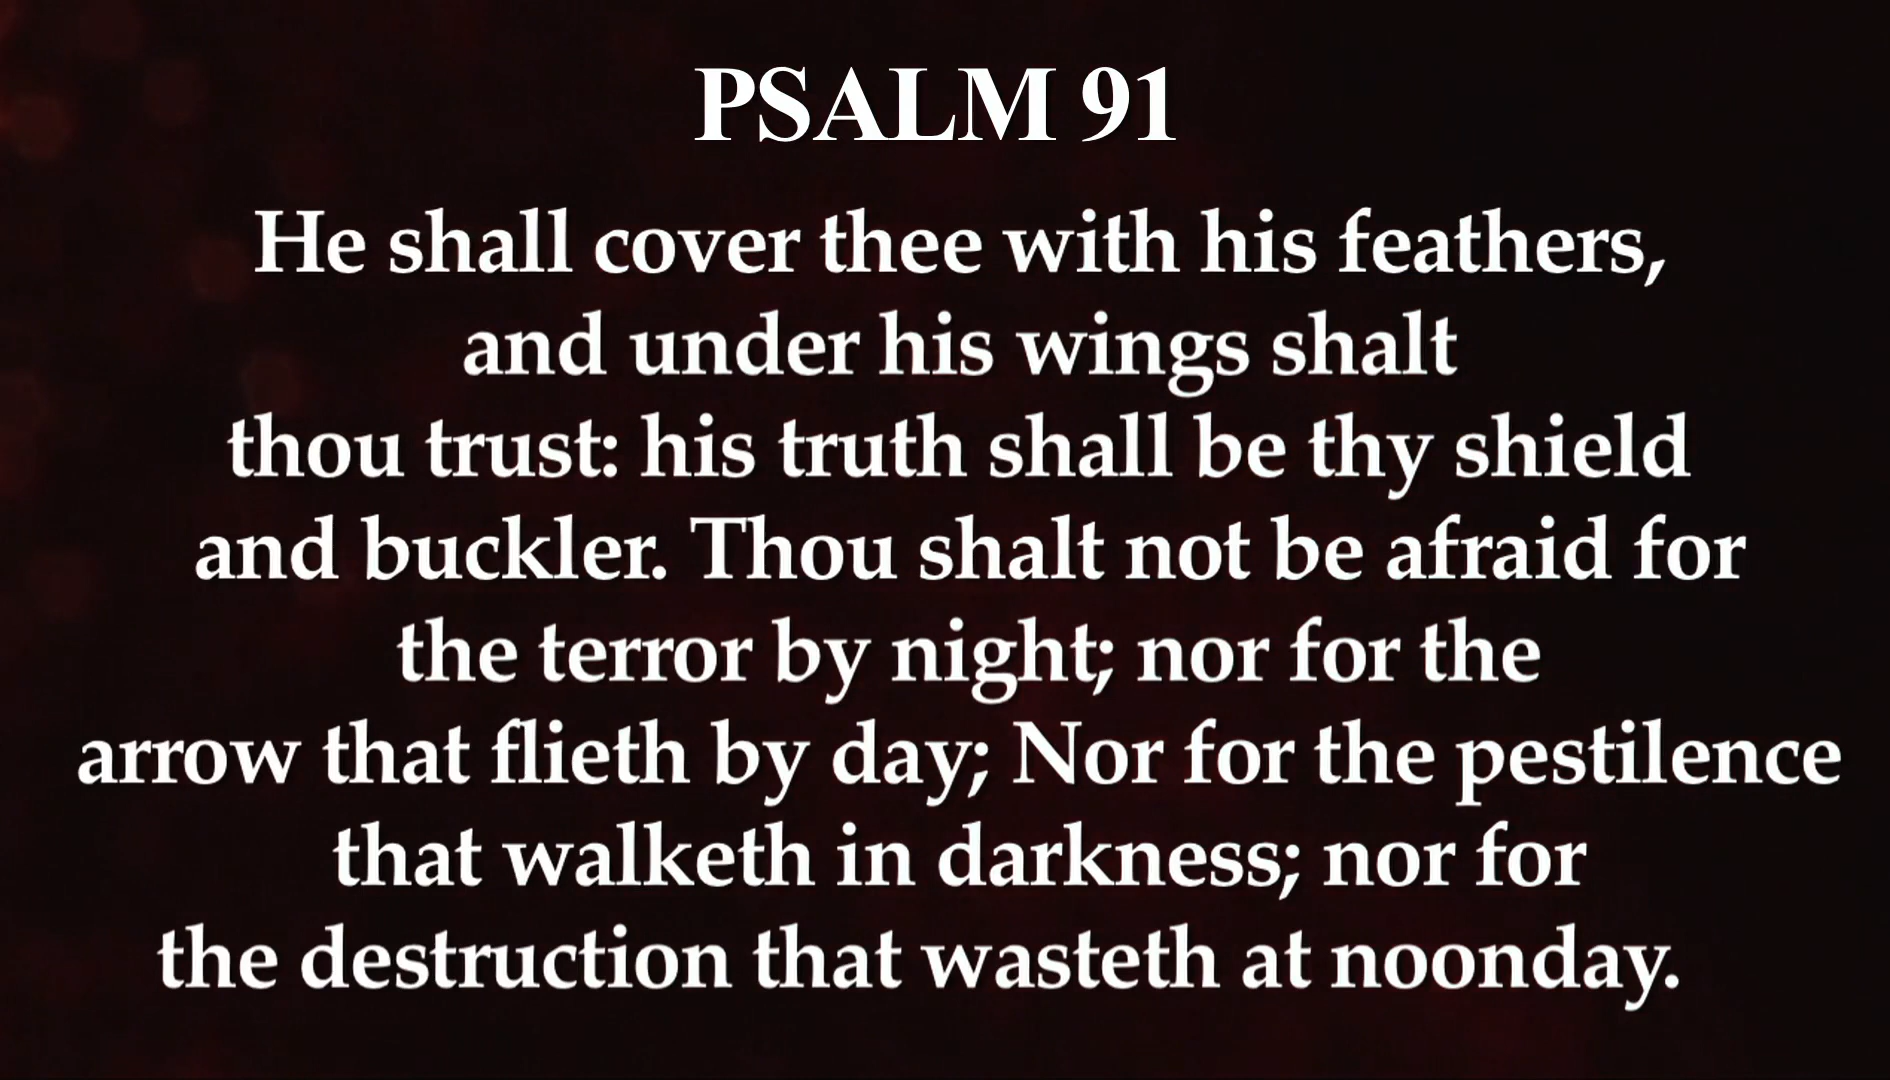 PSALM 91
He shall cover thee with his feathers,
and under his wings shalt
thou trust: his truth shall be thy shield
and buckler. Thou shalt not be afraid for
the terror by night; nor for the
arrow that flieth by day; Nor for the pestilence
that walketh in darkness; nor for
the destruction that wasteth at noonday.